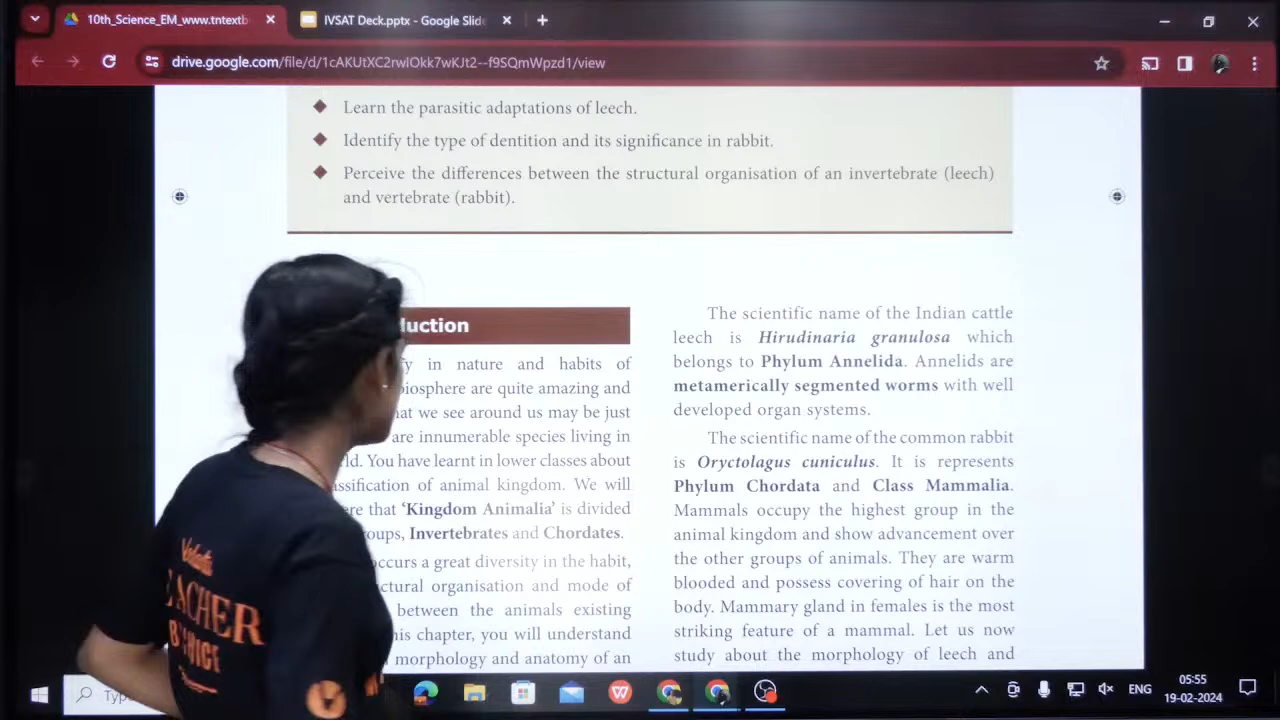 10th_Science_EM_www.tntextb
IVSAT Deck.pptx - Google Slide
drive.google.com/file/d/1cAKUtXC2rwIOkk7wKJt2--f9SQmWpzd1/view
Learn the parasitic adaptations of leech.
Identify the type of dentition and its significance in rabbit.
Perceive the differences between the structural organisation of an invertebrate (leech)
and vertebrate (rabbit).
in nature and habits of
biosphere are quite amazing and
we see around us may be just
are innumerable species living in
You have learnt in lower classes about
of animal kingdom. We will
that ‘Kingdom Animalia’ is divided
Invertebrates and Chordates.
occurs a great diversity in the habit,
organisation and mode of
between the animals existing
chapter, you will understand
morphology and anatomy of an
The scientific name of the Indian cattle
leech is Hirudinaria granulosa which
belongs to Phylum Annelida. Annelids are
metamerically segmented worms with well
developed organ systems.
The scientific name of the common rabbit
is Oryctolagus cuniculus. It is represents
Phylum Chordata and Class Mammalia.
Mammals occupy the highest group in the
animal kingdom and show advancement over
the other groups of animals. They are warm
blooded and possess covering of hair on the
body. Mammary gland in females is the most
striking feature of a mammal. Let us now
study about the morphology of leech and
Vedantu
ENG
05:55
19-02-2024